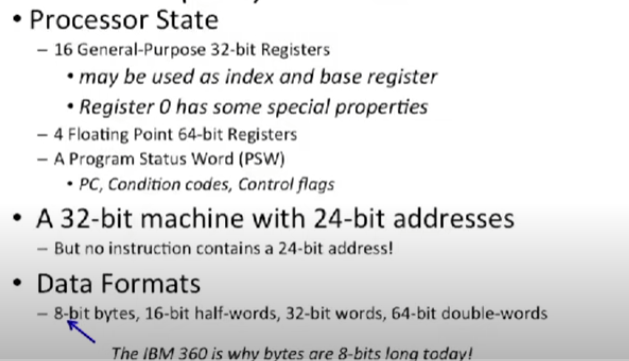 • Processor State
– 16 General-Purpose 32-bit Registers
• may be used as index and base register
• Register 0 has some special properties
– 4 Floating Point 64-bit Registers
– A Program Status Word (PSW)
• PC, Condition codes, Control flags
• A 32-bit machine with 24-bit addresses
– But no instruction contains a 24-bit address!
• Data Formats
– 8-bit bytes, 16-bit half-words, 32-bit words, 64-bit double-words
The IBM 360 is why bytes are 8-bits long today!